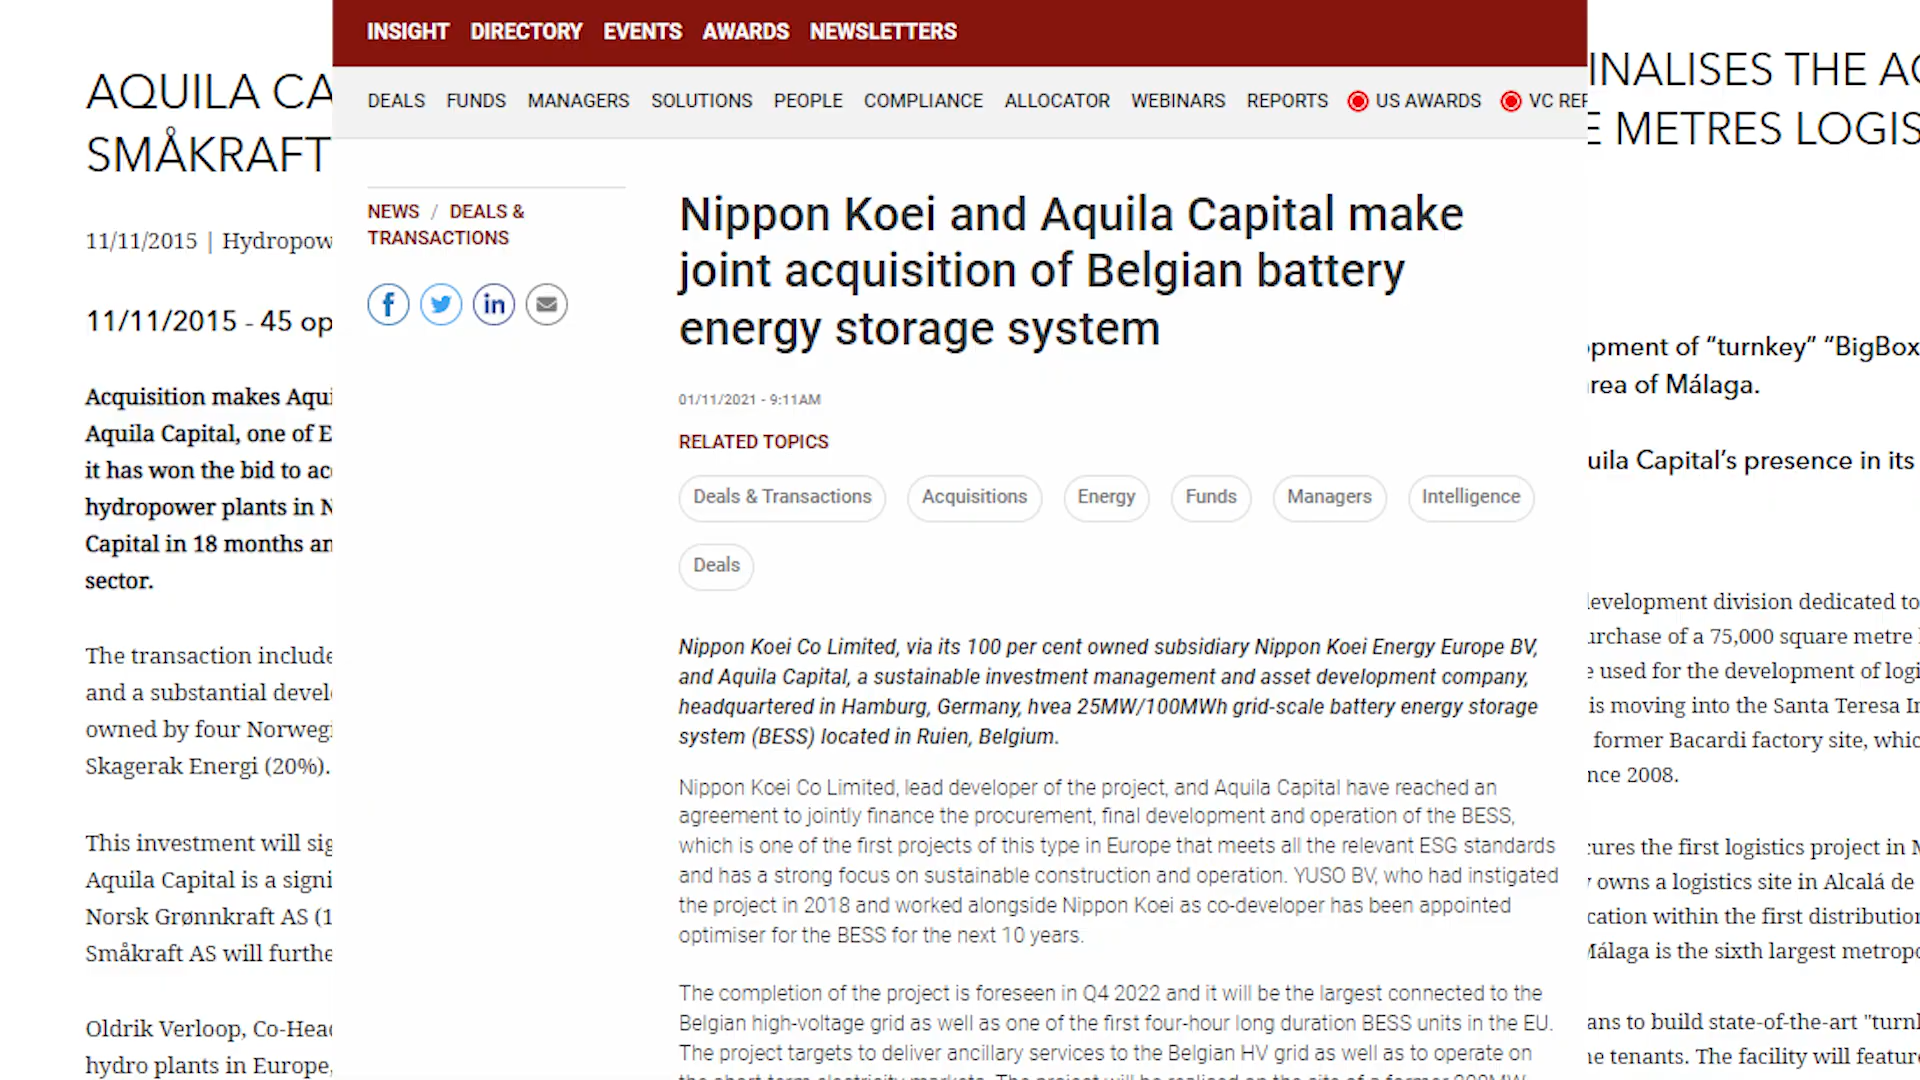 AQUILA CA
SMÅKRAFT
11/11/2015 | Hydropow
11/11/2015 - 45 op
Acquisition makes Aqui
Aquila Capital, one of E
it has won the bid to
hydropower plants in N
Capital in 18 months
sector.
The transaction include
and a substantial devel
owned by four Norweg
Skagerak Energi (20%).
This investment will sig
Aquila Capital is a signi
Norsk Grønnkraft AS (1
Småkraft AS will furthe
Oldrik Verloop, Co-Head
hydro plants in Europe,
INSIGHT DIRECTORY EVENTS AWARDS NEWSLETTERS
DEALS FUNDS MANAGERS SOLUTIONS PEOPLE COMPLIANCE ALLOCATOR WEBINARS REPORTS US AWARDS VC REP
NEWS / DEALS &
TRANSACTIONS
Nippon Koei and Aquila Capital make
joint acquisition of Belgian battery
energy storage system
01/11/2021 - 9:11AM
RELATED TOPICS
Deals & Transactions Acquisitions Energy Funds Managers Intelligence
Deals
Nippon Koei Co Limited, via its 100 per cent owned subsidiary Nippon Koei Energy Europe BV,
and Aquila Capital, a sustainable investment management and asset development company,
headquartered in Hamburg, Germany, hvea 25MW/100MWh grid-scale battery energy storage
system (BESS) located in Ruien, Belgium.
Nippon Koei Co Limited, lead developer of the project, and Aquila Capital have reached an
agreement to jointly finance the procurement, final development and operation of the BESS,
which is one of the first projects of this type in Europe that meets all the relevant ESG standards
and has a strong focus on sustainable construction and operation. YUSO BV, who had instigated
the project in 2018 and worked alongside Nippon Koei as co-developer has been appointed
optimiser for the BESS for the next 10 years.
The completion of the project is foreseen in Q4 2022 and it will be the largest connected to the
Belgian high-voltage grid as well as one of the first four-hour long duration BESS units in the EU.
The project targets to deliver ancillary services to the Belgian HV grid as well as to operate on
INALISES THE AC
E METRES LOGIS
pment of “turnkey” “BigBox
rea of Málaga.
uila Capital’s presence in its
evelopment division dedicated to
urchase of a 75,000 square metre
e used for the development of logi
is moving into the Santa Teresa In
former Bacardi factory site, whic
nce 2008.
cures the first logistics project in M
owns a logistics site in Alcalá de
cation within the first distribution
Málaga is the sixth largest metropo
ans to build state-of-the-art "turn
e tenants. The facility will feature